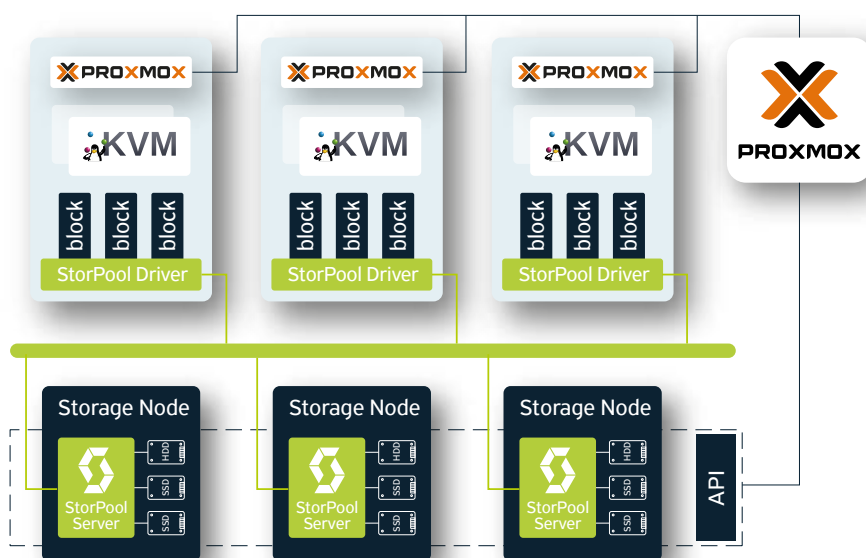 PROXMOX
PROXMOX
PROXMOX
PROXMOX
KVM
KVM
KVM
block
block
block
block
block
block
block
block
block
StorPool Driver
StorPool Driver
StorPool Driver
Storage Node
Storage Node
Storage Node
StorPool
Server
HDD
SSD
SSD
StorPool
Server
HDD
SSD
SSD
StorPool
Server
HDD
SSD
SSD
API